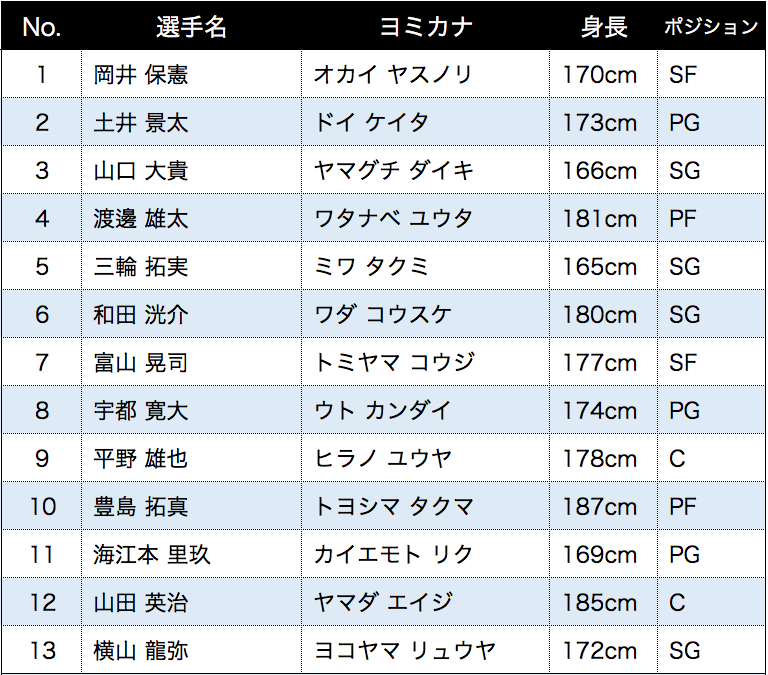 No. 選手名 ヨミカナ 身長 ポジション
1 岡井 保憲 オカイ ヤスノリ 170cm SF
2 土井 景太 ドイ ケイタ 173cm PG
3 山口 大貴 ヤマグチ ダイキ 166cm SG
4 渡邊 雄太 ワタナベ ユウタ 181cm PF
5 三輪 拓実 ミワ タクミ 165cm SG
6 和田 洸介 ワダ コウスケ 180cm SG
7 富山 晃司 トミヤマ コウジ 177cm SF
8 宇都 寛大 ウト カンダイ 174cm PG
9 平野 雄也 ヒラノ ユウヤ 178cm C
10 豊島 拓真 トヨシマ タクマ 187cm PF
11 海江本 里玖 カイエモト リク 169cm PG
12 山田 英治 ヤマダ エイジ 185cm C
13 横山 龍弥 ヨコヤマ リュウヤ 172cm SG